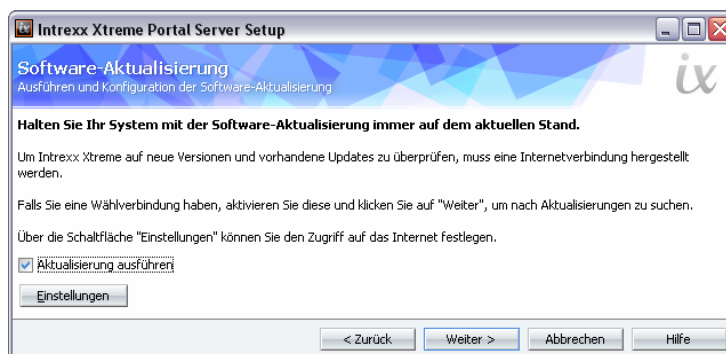 Intrexx Xtreme Portal Server Setup
Software-Aktualisierung
Ausführen und Konfiguration der Software-Aktualisierung
ix
Halten Sie Ihr System mit der Software-Aktualisierung immer auf dem aktuellen Stand.
Um Intrexx Xtreme auf neue Versionen und vorhandene Updates zu überprüfen, muss eine Internetverbindung hergestellt
werden.
Falls Sie eine Wählverbindung haben, aktivieren Sie diese und klicken Sie auf "Weiter", um nach Aktualisierungen zu suchen.
Über die Schaltfläche "Einstellungen" können Sie den Zugriff auf das Internet festlegen.
Aktualisierung ausführen
Einstellungen
< Zurück Weiter > Abbrechen Hilfe